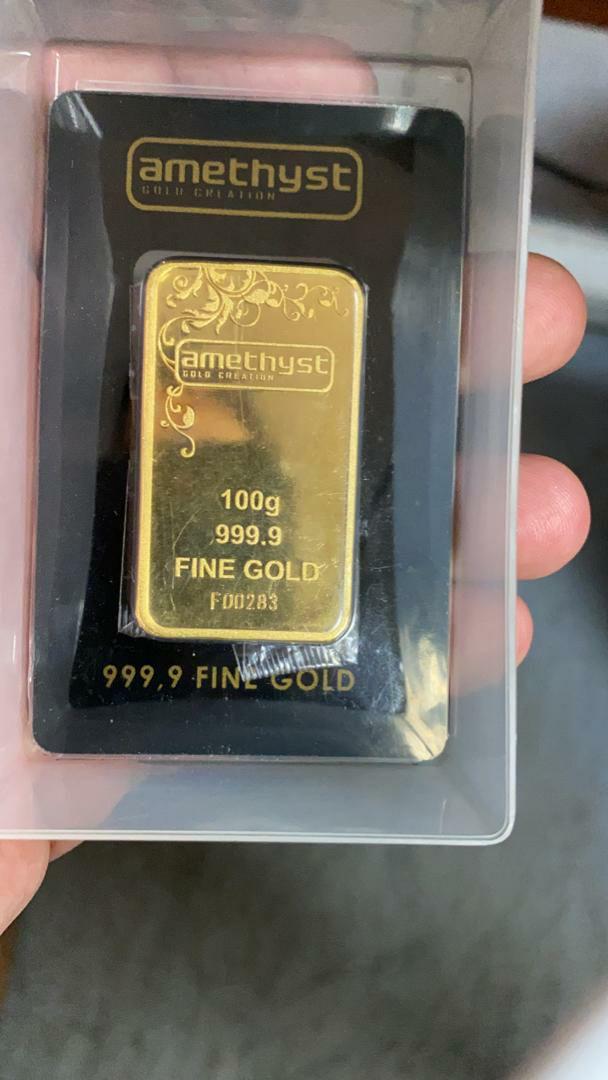 amethyst
GOLD CREATION
amethyst
GOLD CREATION
100g
999.9
FINE GOLD
F00283
999,9 FINE GOLD